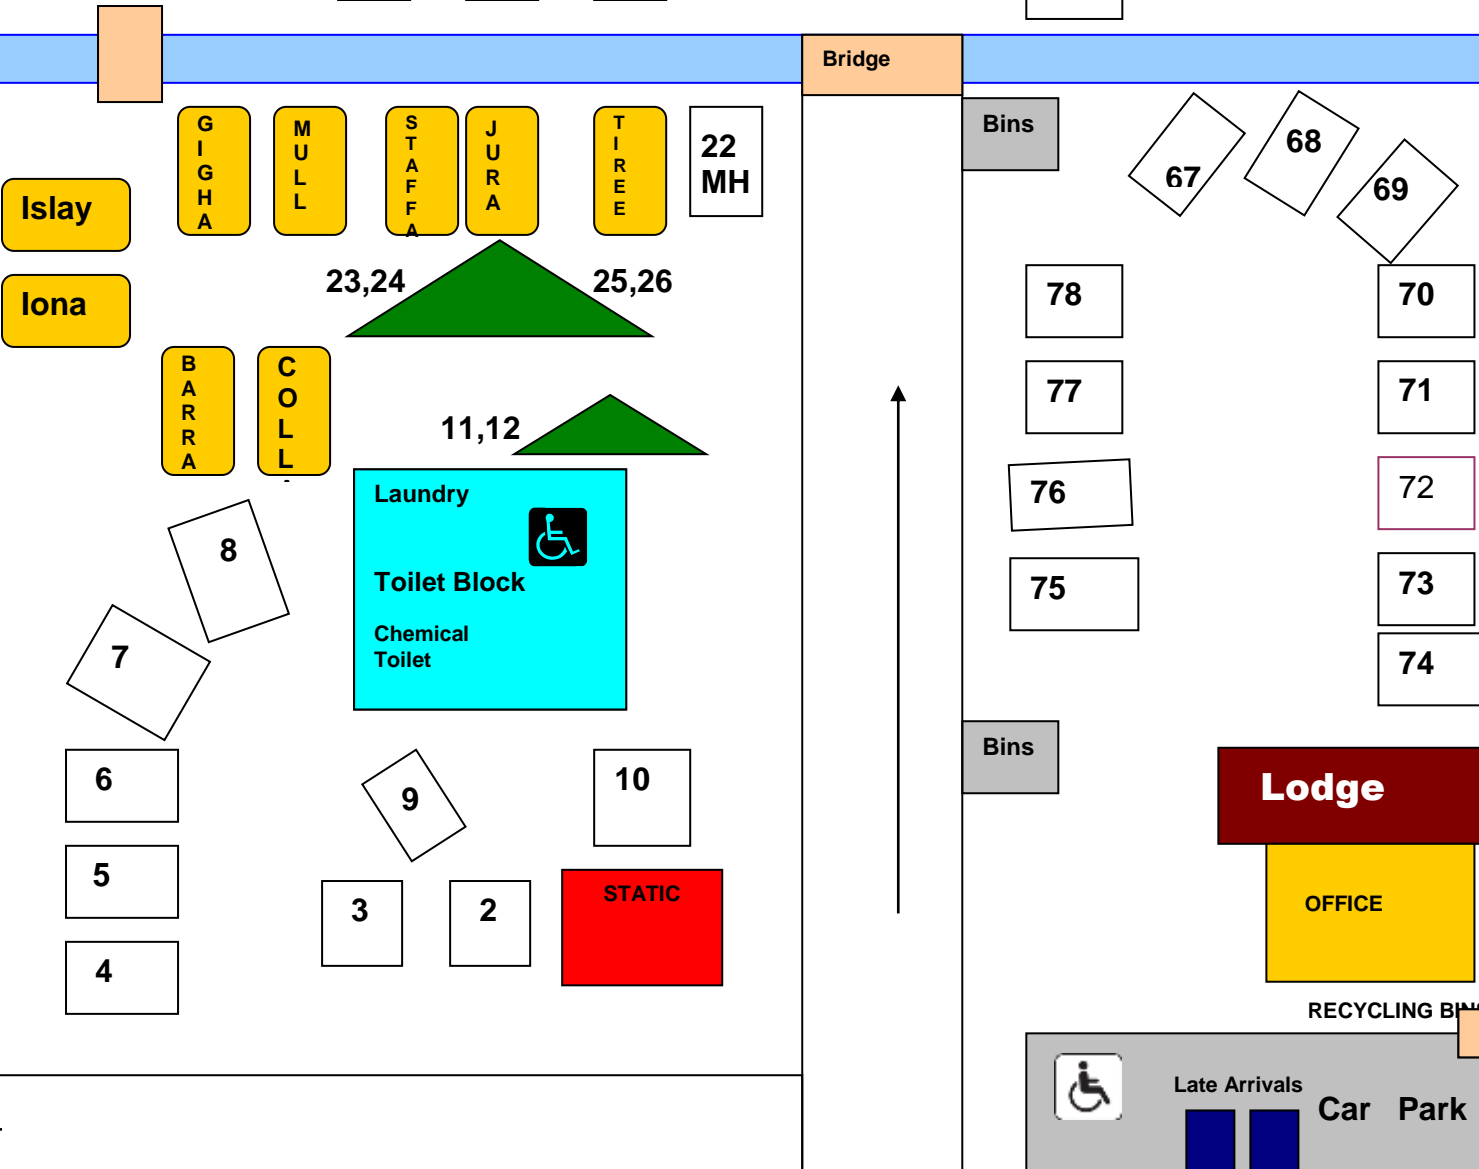 Bridge
GIGHA
MULL
STAFFA
JURA
TIREE
22
MH
Bins
67
68
69
Islay
Iona
23,24
25,26
78
70
BARRA
COLL
11,12
77
71
Laundry
76
72
8
Toilet Block
75
73
Chemical
Toilet
7
74
Bins
6
9
10
Lodge
5
3
2
STATIC
OFFICE
4
RECYCLING
Late Arrivals
Car Park